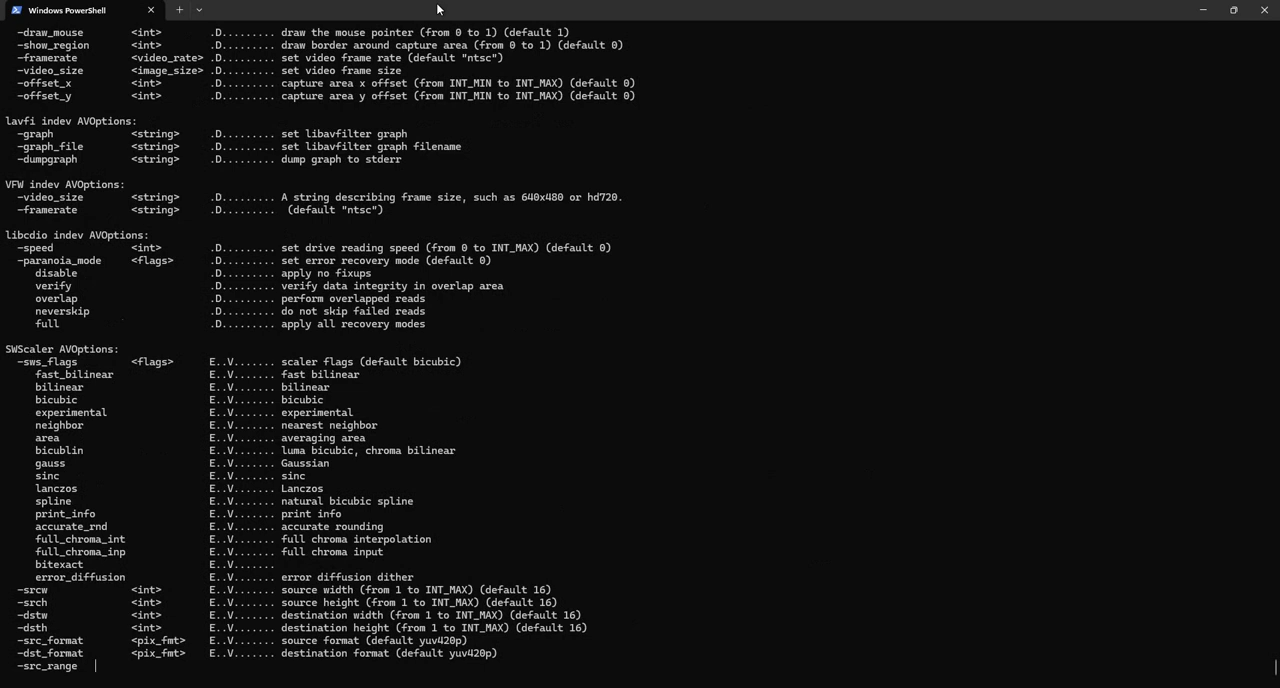 Windows PowerShell
-draw_mouse <int> .D......... draw the mouse pointer (from 0 to 1) (default 1)
-show_region <int> .D......... draw border around capture area (from 0 to 1) (default 0)
-framerate <video_rate> .D......... set video frame rate (default "ntsc")
-video_size <image_size> .D......... set video frame size
-offset_x <int> .D......... capture area x offset (from INT_MIN to INT_MAX) (default 0)
-offset_y <int> .D......... capture area y offset (from INT_MIN to INT_MAX) (default 0)
lavfi indev AVOptions:
-graph <string> .D......... set libavfilter graph
-graph_file <string> .D......... set libavfilter graph filename
-dumpgraph <string> .D......... dump graph to stderr
VFW indev AVOptions:
-video_size <string> .D......... A string describing frame size, such as 640x480 or hd720.
-framerate <string> .D......... (default "ntsc")
libcdio indev AVOptions:
-speed <int> .D......... set drive reading speed (from 0 to INT_MAX) (default 0)
-paranoia_mode <flags> .D......... set error recovery mode (default 0)
disable .D......... apply no fixups
verify .D......... verify data integrity in overlap area
overlap .D......... perform overlapped reads
neverskip .D......... do not skip failed reads
full .D......... apply all recovery modes
SWScaler AVOptions:
-sws_flags <flags> E..V....... scaler flags (default bicubic)
fast_bilinear E..V....... fast bilinear
bilinear E..V....... bilinear
bicubic E..V....... bicubic
experimental E..V....... experimental
neighbor E..V....... nearest neighbor
area E..V....... averaging area
bicublin E..V....... luma bicubic, chroma bilinear
gauss E..V....... Gaussian
sinc E..V....... sinc
lanczos E..V....... Lanczos
spline E..V....... natural bicubic spline
print_info E..V....... print info
accurate_rnd E..V....... accurate rounding
full_chroma_int E..V....... full chroma interpolation
full_chroma_inp E..V....... full chroma input
bitexact E..V.......
error_diffusion E..V....... error diffusion dither
-srcw <int> E..V....... source width (from 1 to INT_MAX) (default 16)
-srch <int> E..V....... source height (from 1 to INT_MAX) (default 16)
-dstw <int> E..V....... destination width (from 1 to INT_MAX) (default 16)
-dsth <int> E..V....... destination height (from 1 to INT_MAX) (default 16)
-src_format <pix_fmt> E..V....... source format (default yuv420p)
-dst_format <pix_fmt> E..V....... destination format (default yuv420p)
-src_range